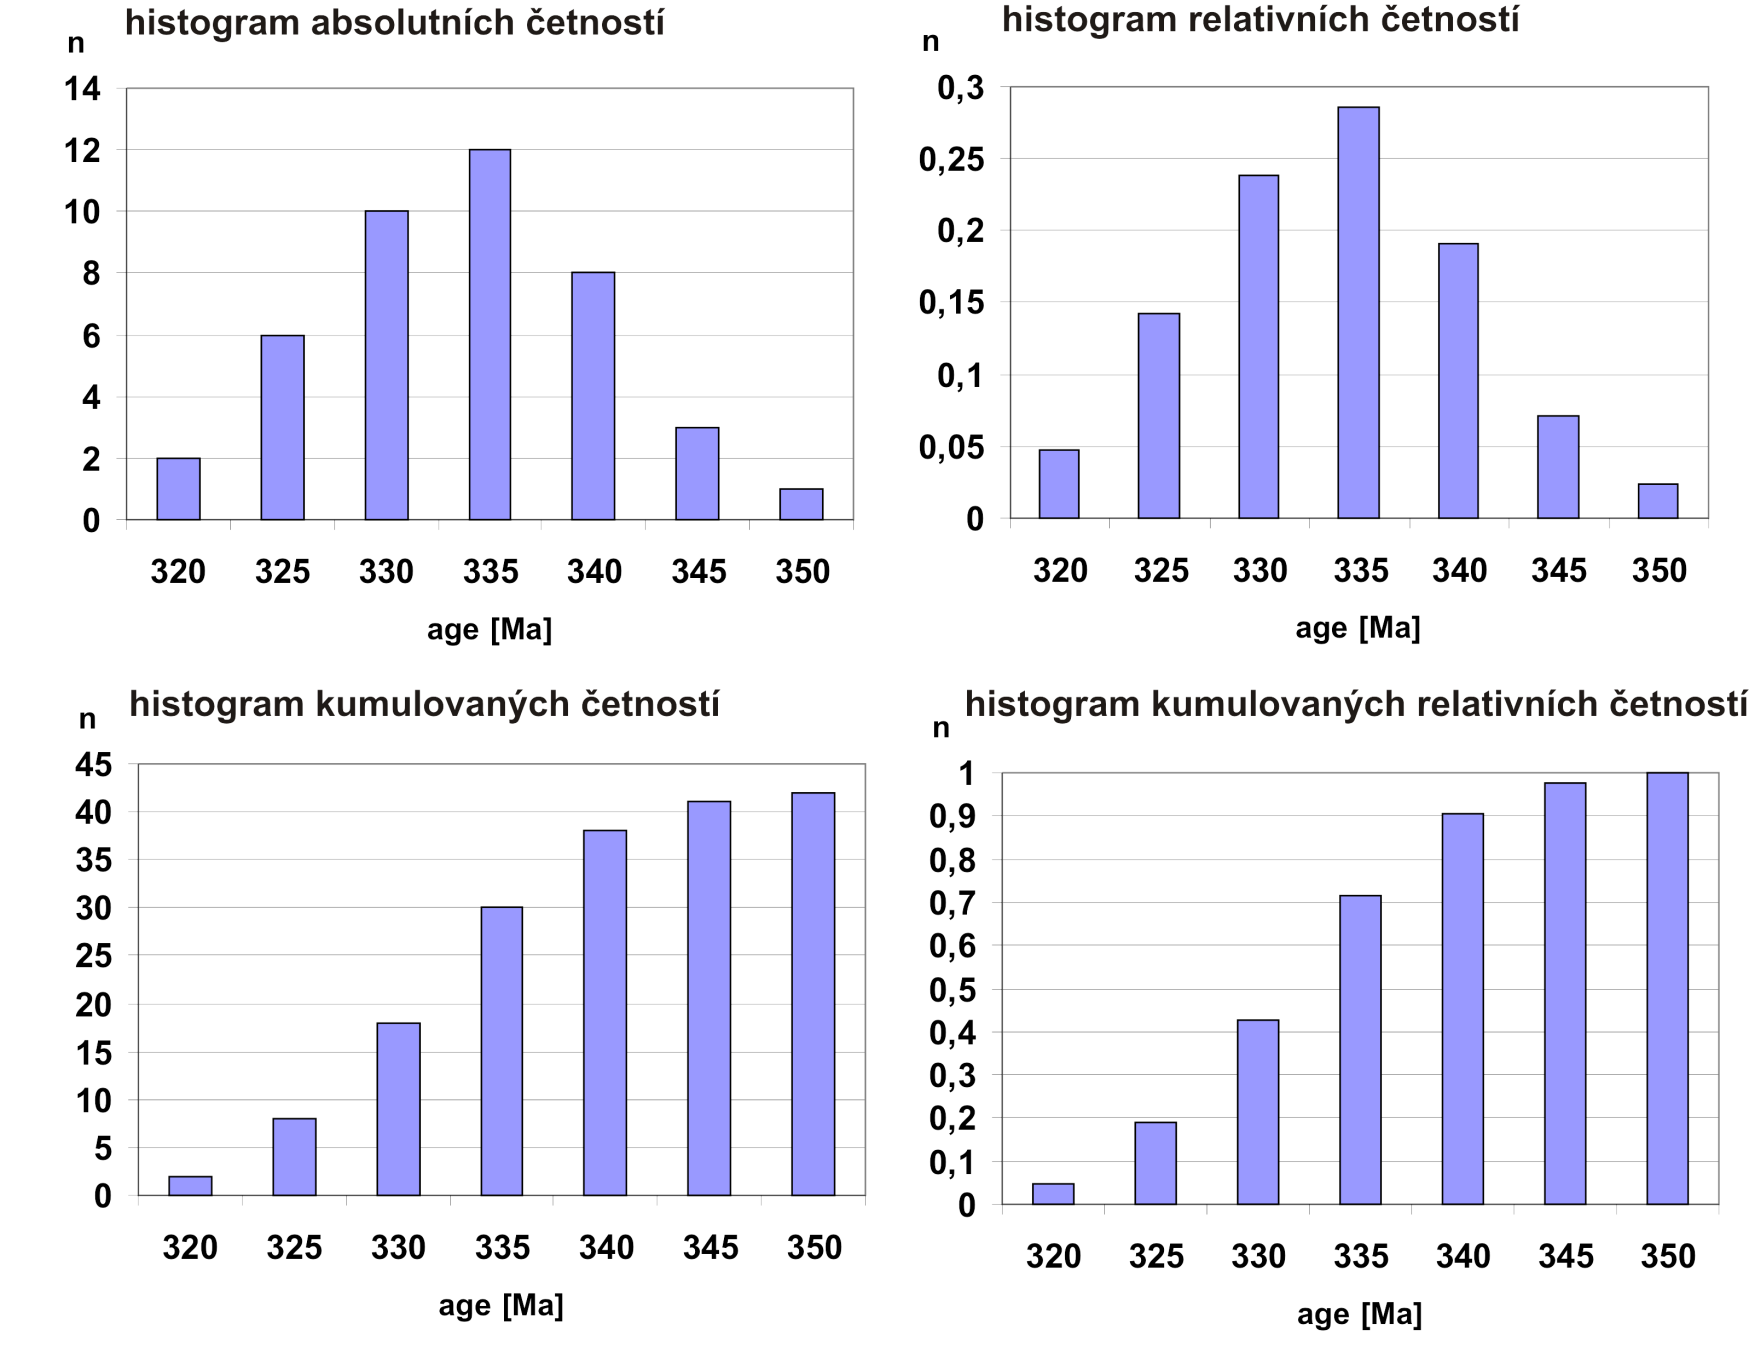 histogram absolutních četností
n
14
12
10
8
6
4
2
0
320 325 330 335 340 345 350
age [Ma]
histogram relativních četností
n
0,3
0,25
0,2
0,15
0,1
0,05
0
320 325 330 335 340 345 350
age [Ma]
histogram kumulovaných četností
n
45
40
35
30
25
20
15
10
5
0
320 325 330 335 340 345 350
age [Ma]
histogram kumulovaných relativních četností
n
1
0,9
0,8
0,7
0,6
0,5
0,4
0,3
0,2
0,1
0
320 325 330 335 340 345 350
age [Ma]